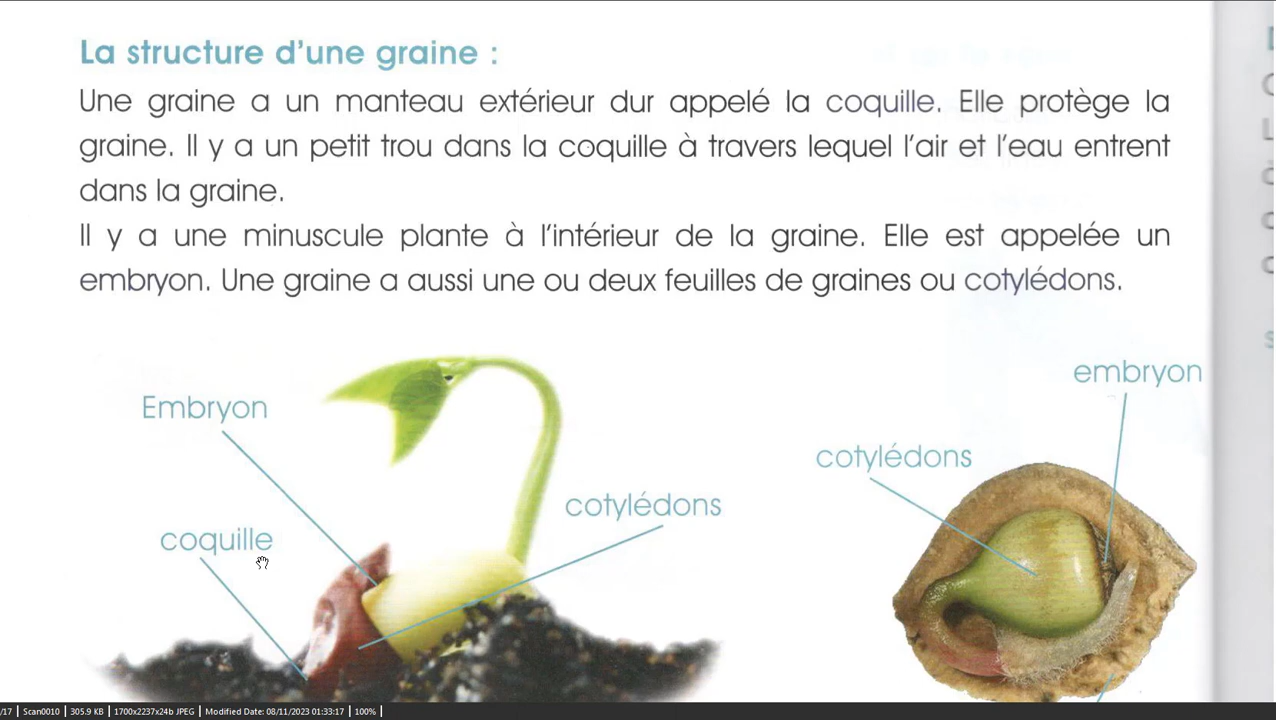 La structure d'une graine :
Une graine a un manteau extérieur dur appelé la coquille. Elle protège la
graine. Il y a un petit trou dans la coquille à travers lequel l'air et l'eau entrent
dans la graine.
Il y a une minuscule plante à l'intérieur de la graine. Elle est appelée un
embryon. Une graine a aussi une ou deux feuilles de graines ou cotylédons.
embryon
Embryon
cotylédons
cotylédons
coquille
/17 | Scan0010 | 305.9 KB | 1700x2237x24b JPEG | Modified Date: 08/11/2023 01:33:17 | 100% |